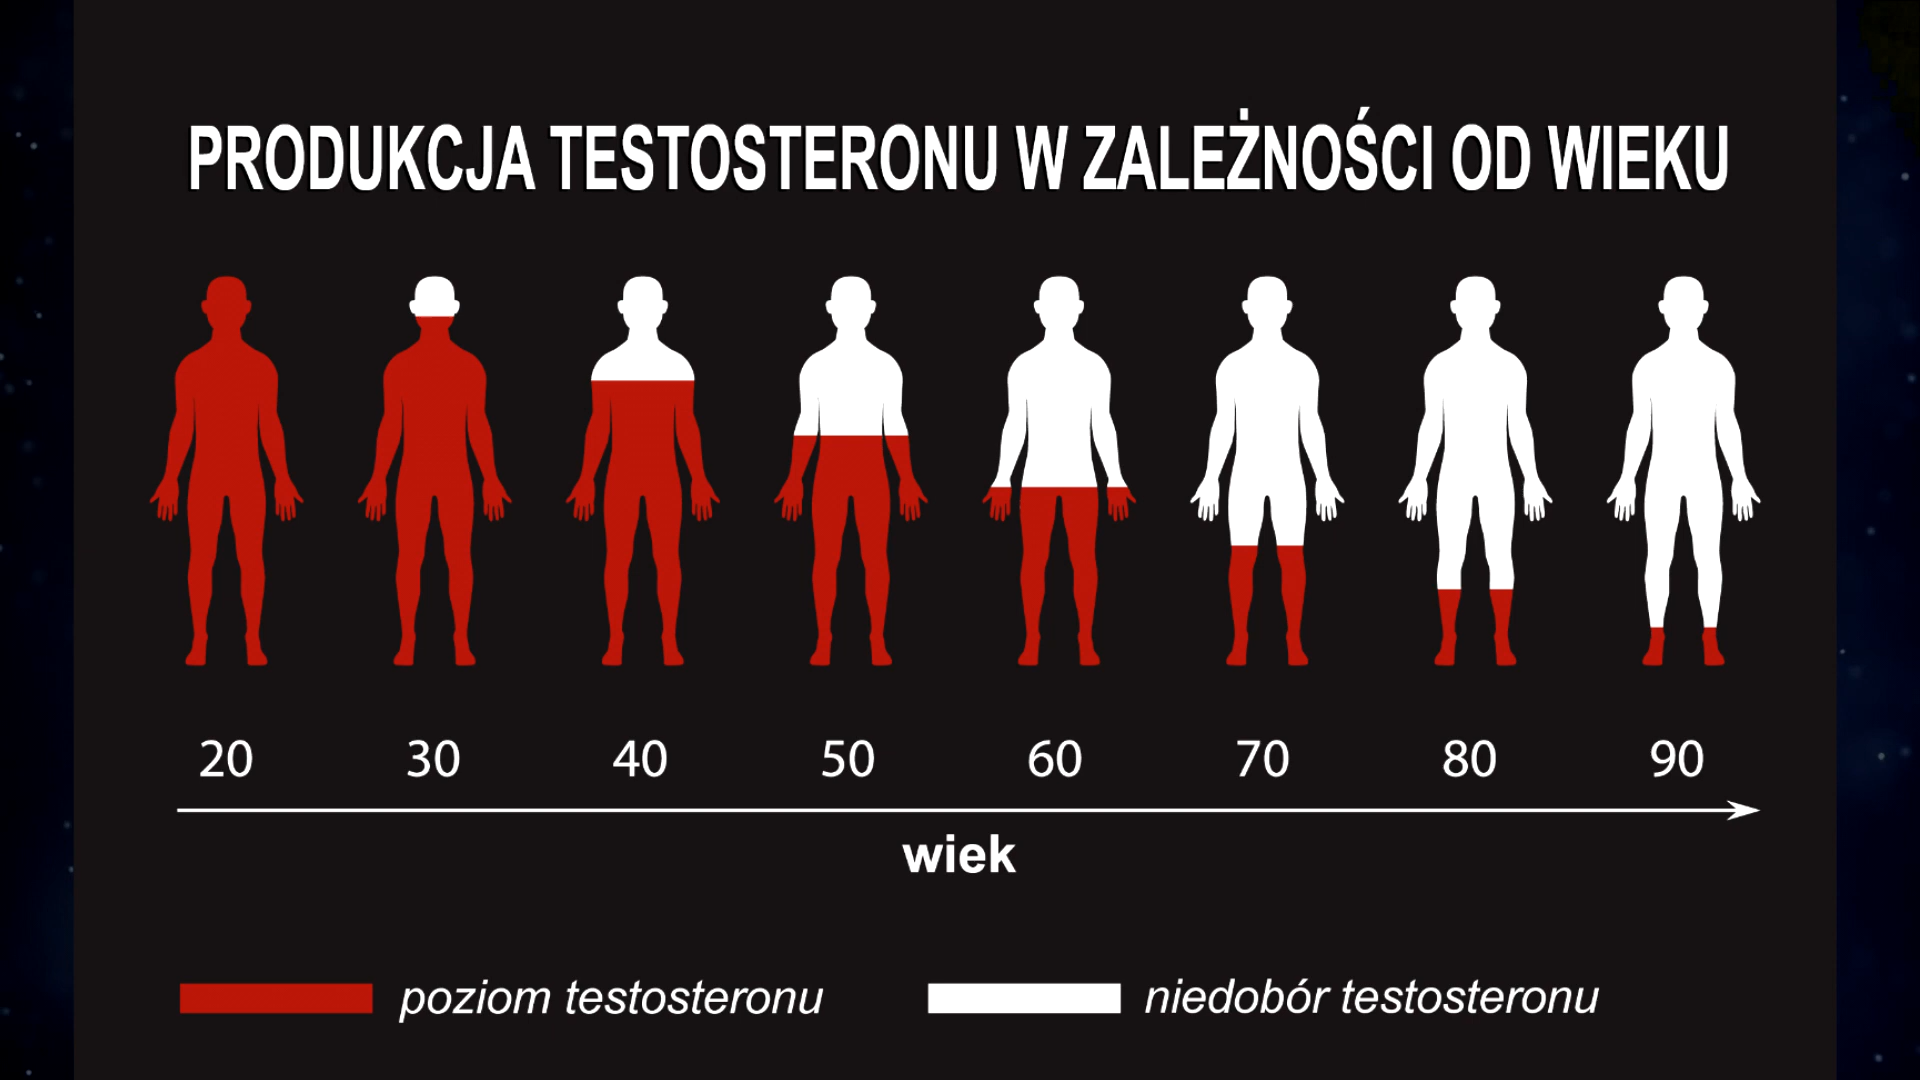 PRODUKCJA TESTOSTERONU W ZALEŻNOŚCI OD WIEKU
20 30 40 50 60 70 80 90
wiek
poziom testosteronu niedobór testosteronu